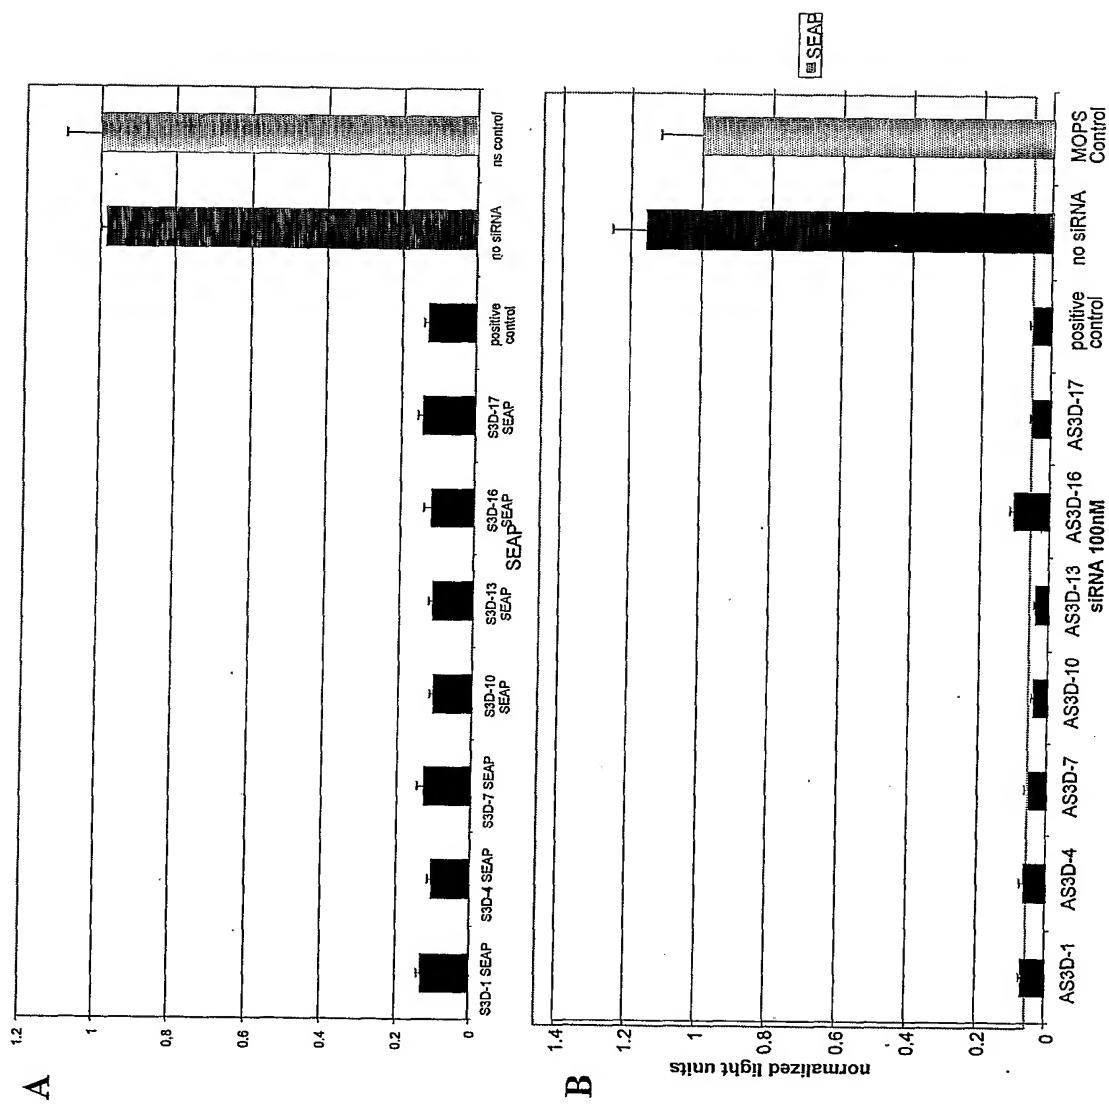 A
1.2
1
0.8
0.6
0.4
0.2
0
S3D-1 SEAP
S3D-4 SEAP
S3D-7 SEAP
S3D-10
SEAP
S3D-13
SEAP
S3D-16
SEAP
S3D-17
SEAP
positive
control
no siRNA
ns control
SEAP
B
normalized light units
1.4
1.2
1
0.8
0.6
0.4
0.2
0
AS3D-1
AS3D-4
AS3D-7
AS3D-10
AS3D-13
AS3D-16
AS3D-17
positive
control
no siRNA
MOPS
Control
siRNA 100nM
SEAP